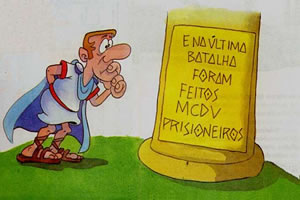 E NA ÚLTIMA
BATALHA
FORAM
FEITOS
MCDV
PRISIONEIROS